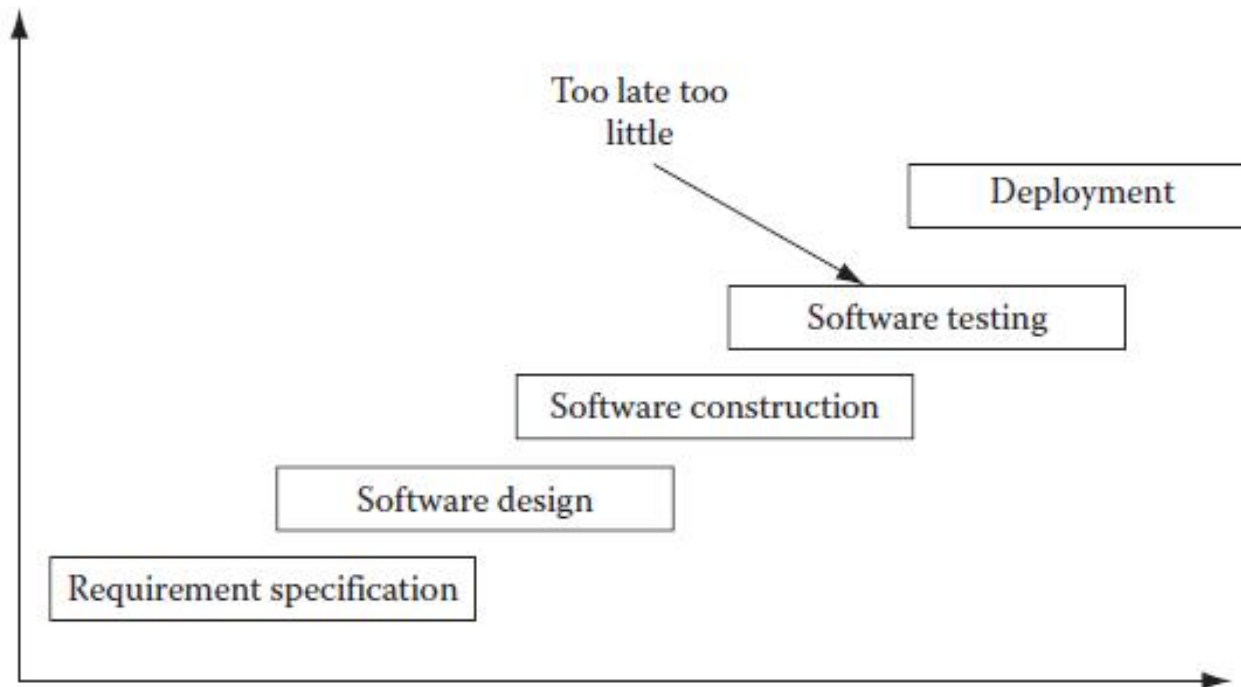 Too late too
little
Deployment
Software testing
Software construction
Software design
Requirement specification